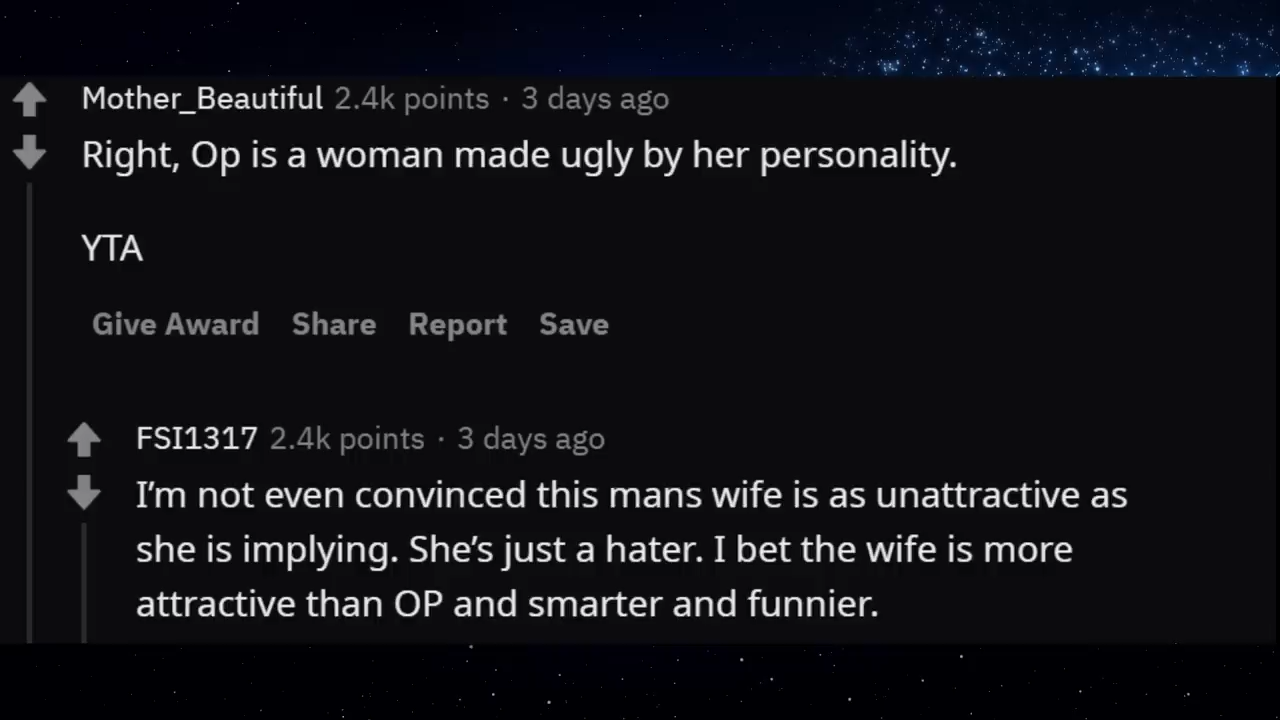 Mother_Beautiful 2.4k points · 3 days ago
Right, Op is a woman made ugly by her personality.
YTA
Give Award Share Report Save
FSI1317 2.4k points · 3 days ago
I’m not even convinced this mans wife is as unattractive as
she is implying. She’s just a hater. I bet the wife is more
attractive than OP and smarter and funnier.